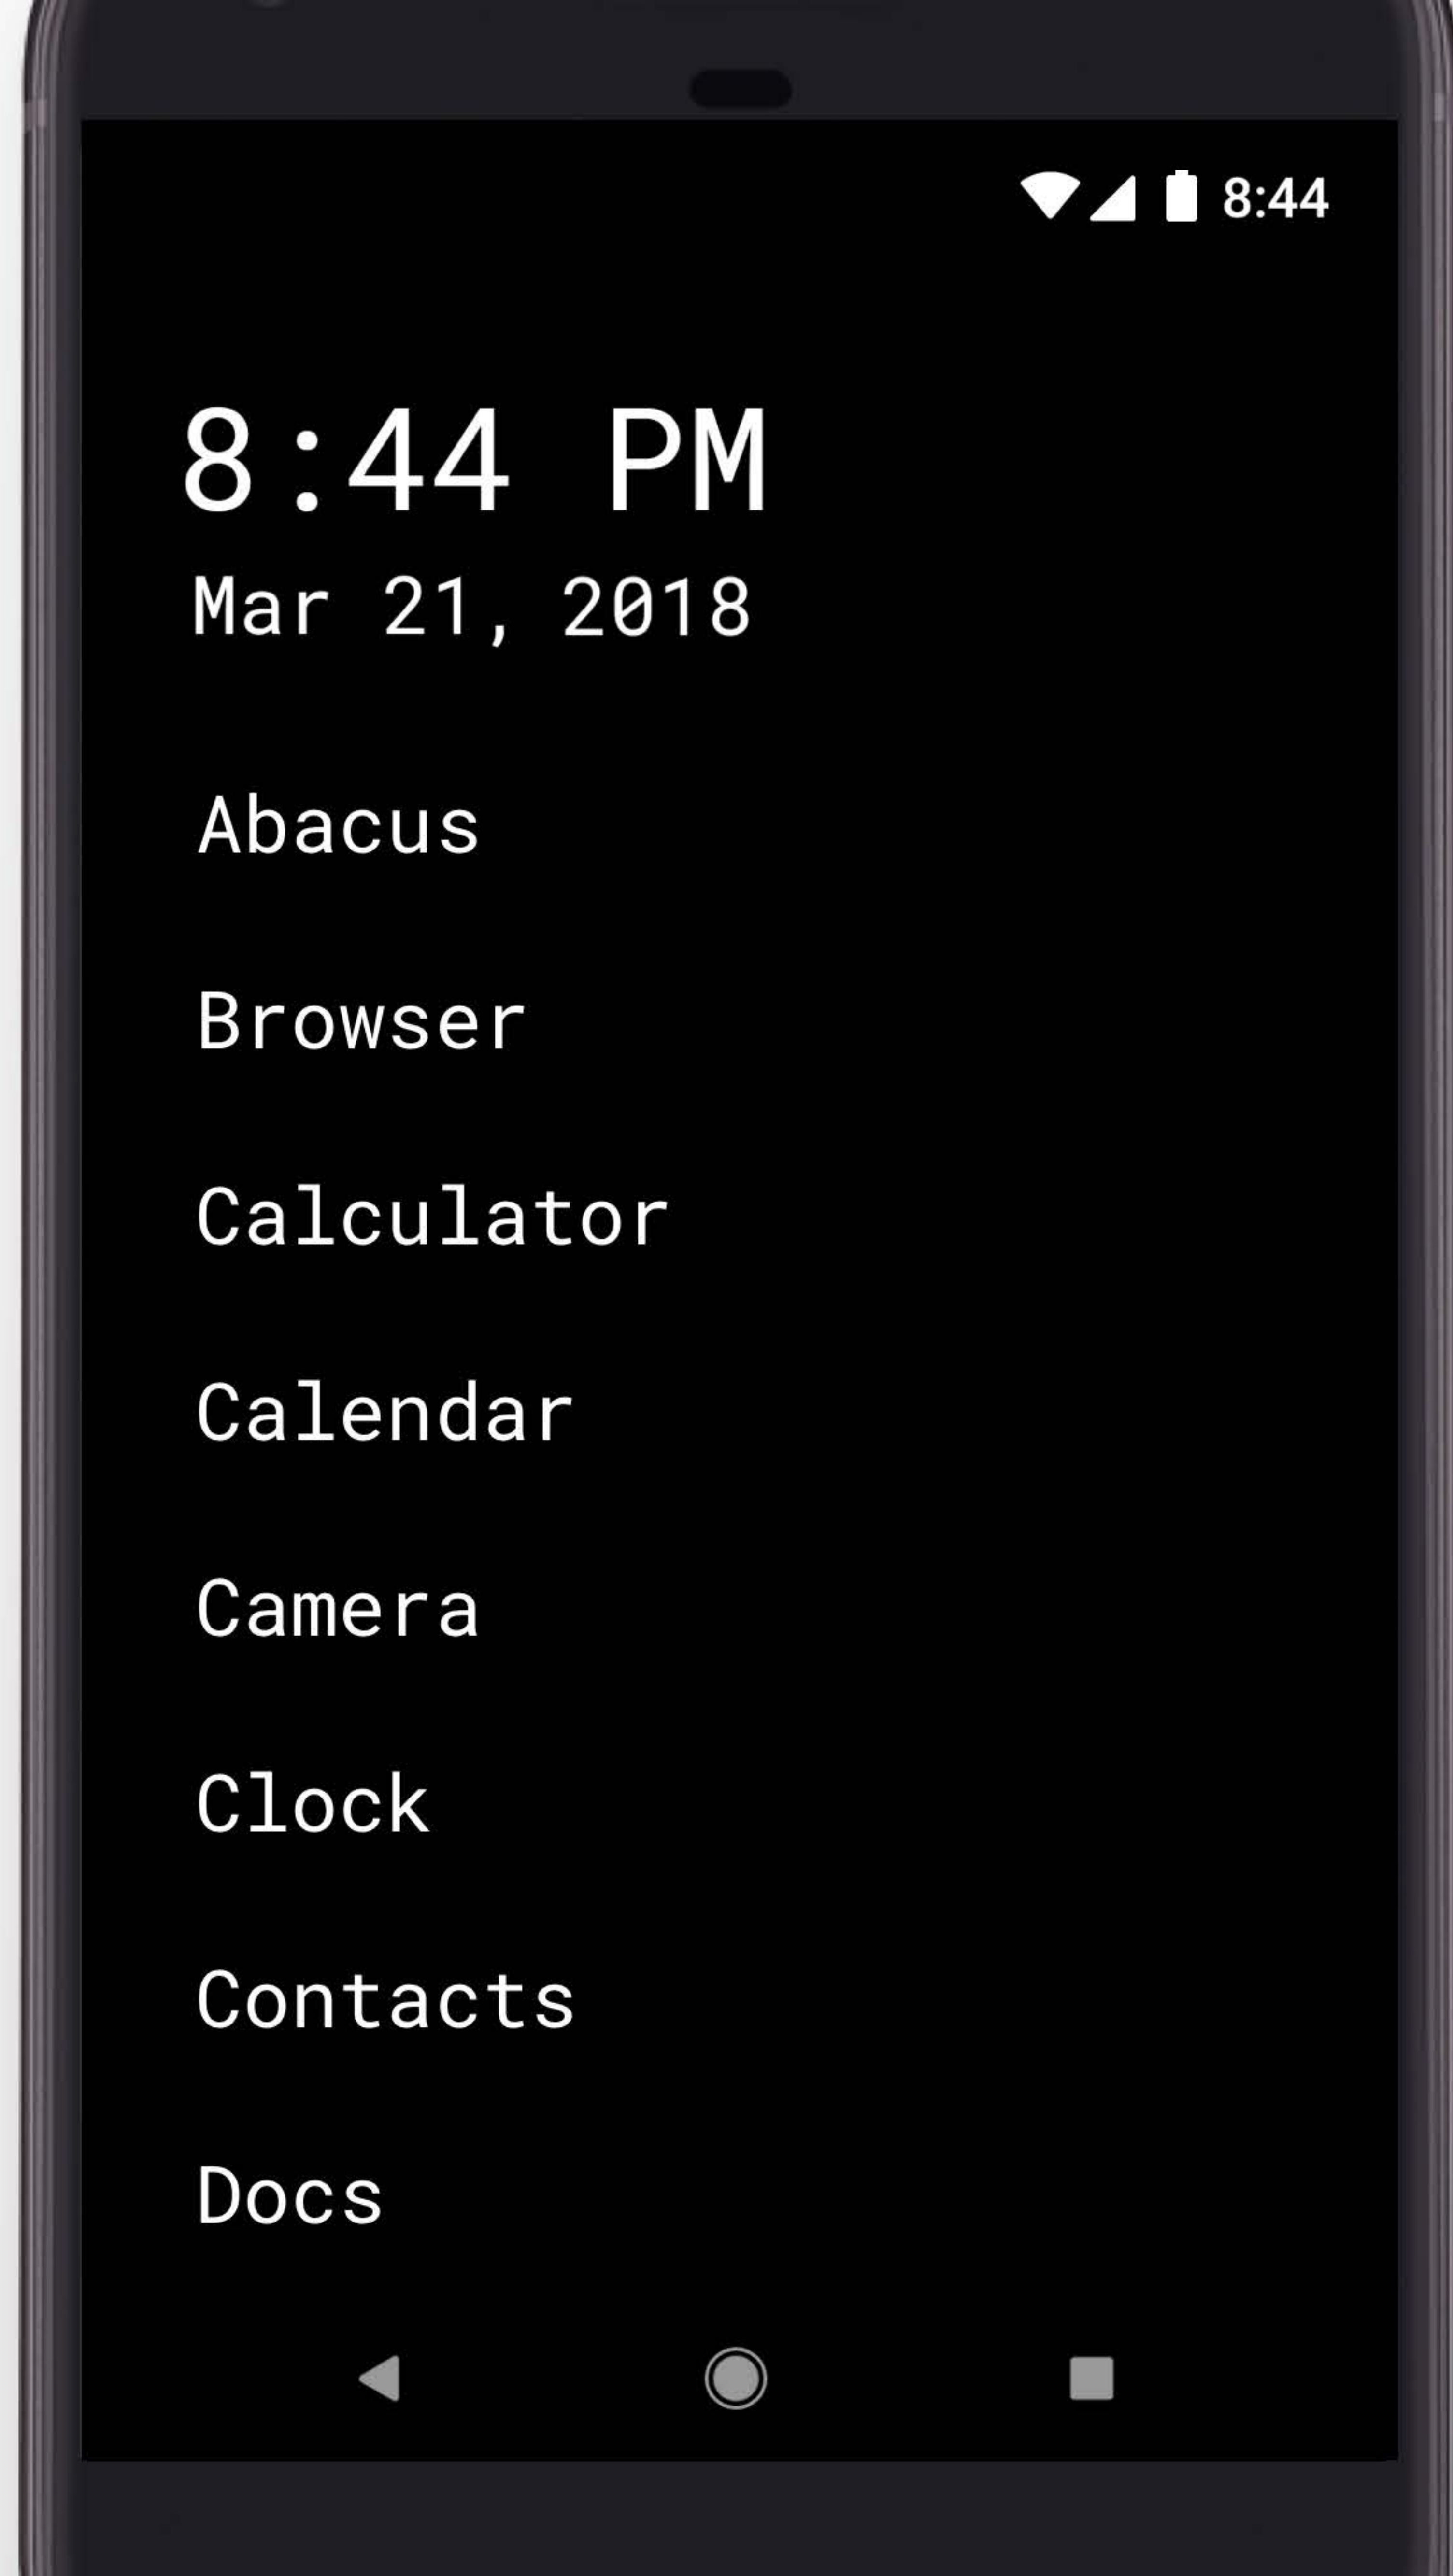 8:44
8:44 PM
Mar 21, 2018
Abacus
Browser
Calculator
Calendar
Camera
Clock
Contacts
Docs